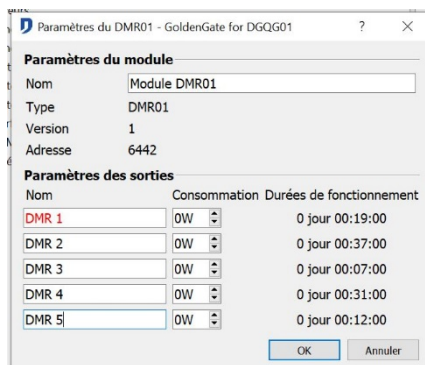 Paramètres du DMR01 - GoldenGate for DGQG01 ? ×
Paramètres du module
Nom Module DMR01
Type DMR01
Version 1
Adresse 6442
Paramètres des sorties
Nom Consommation Durées de fonctionnement
DMR 1 0W 0 jour 00:19:00
DMR 2 0W 0 jour 00:37:00
DMR 3 0W 0 jour 00:07:00
DMR 4 0W 0 jour 00:31:00
DMR 5 0W 0 jour 00:12:00
OK Annuler